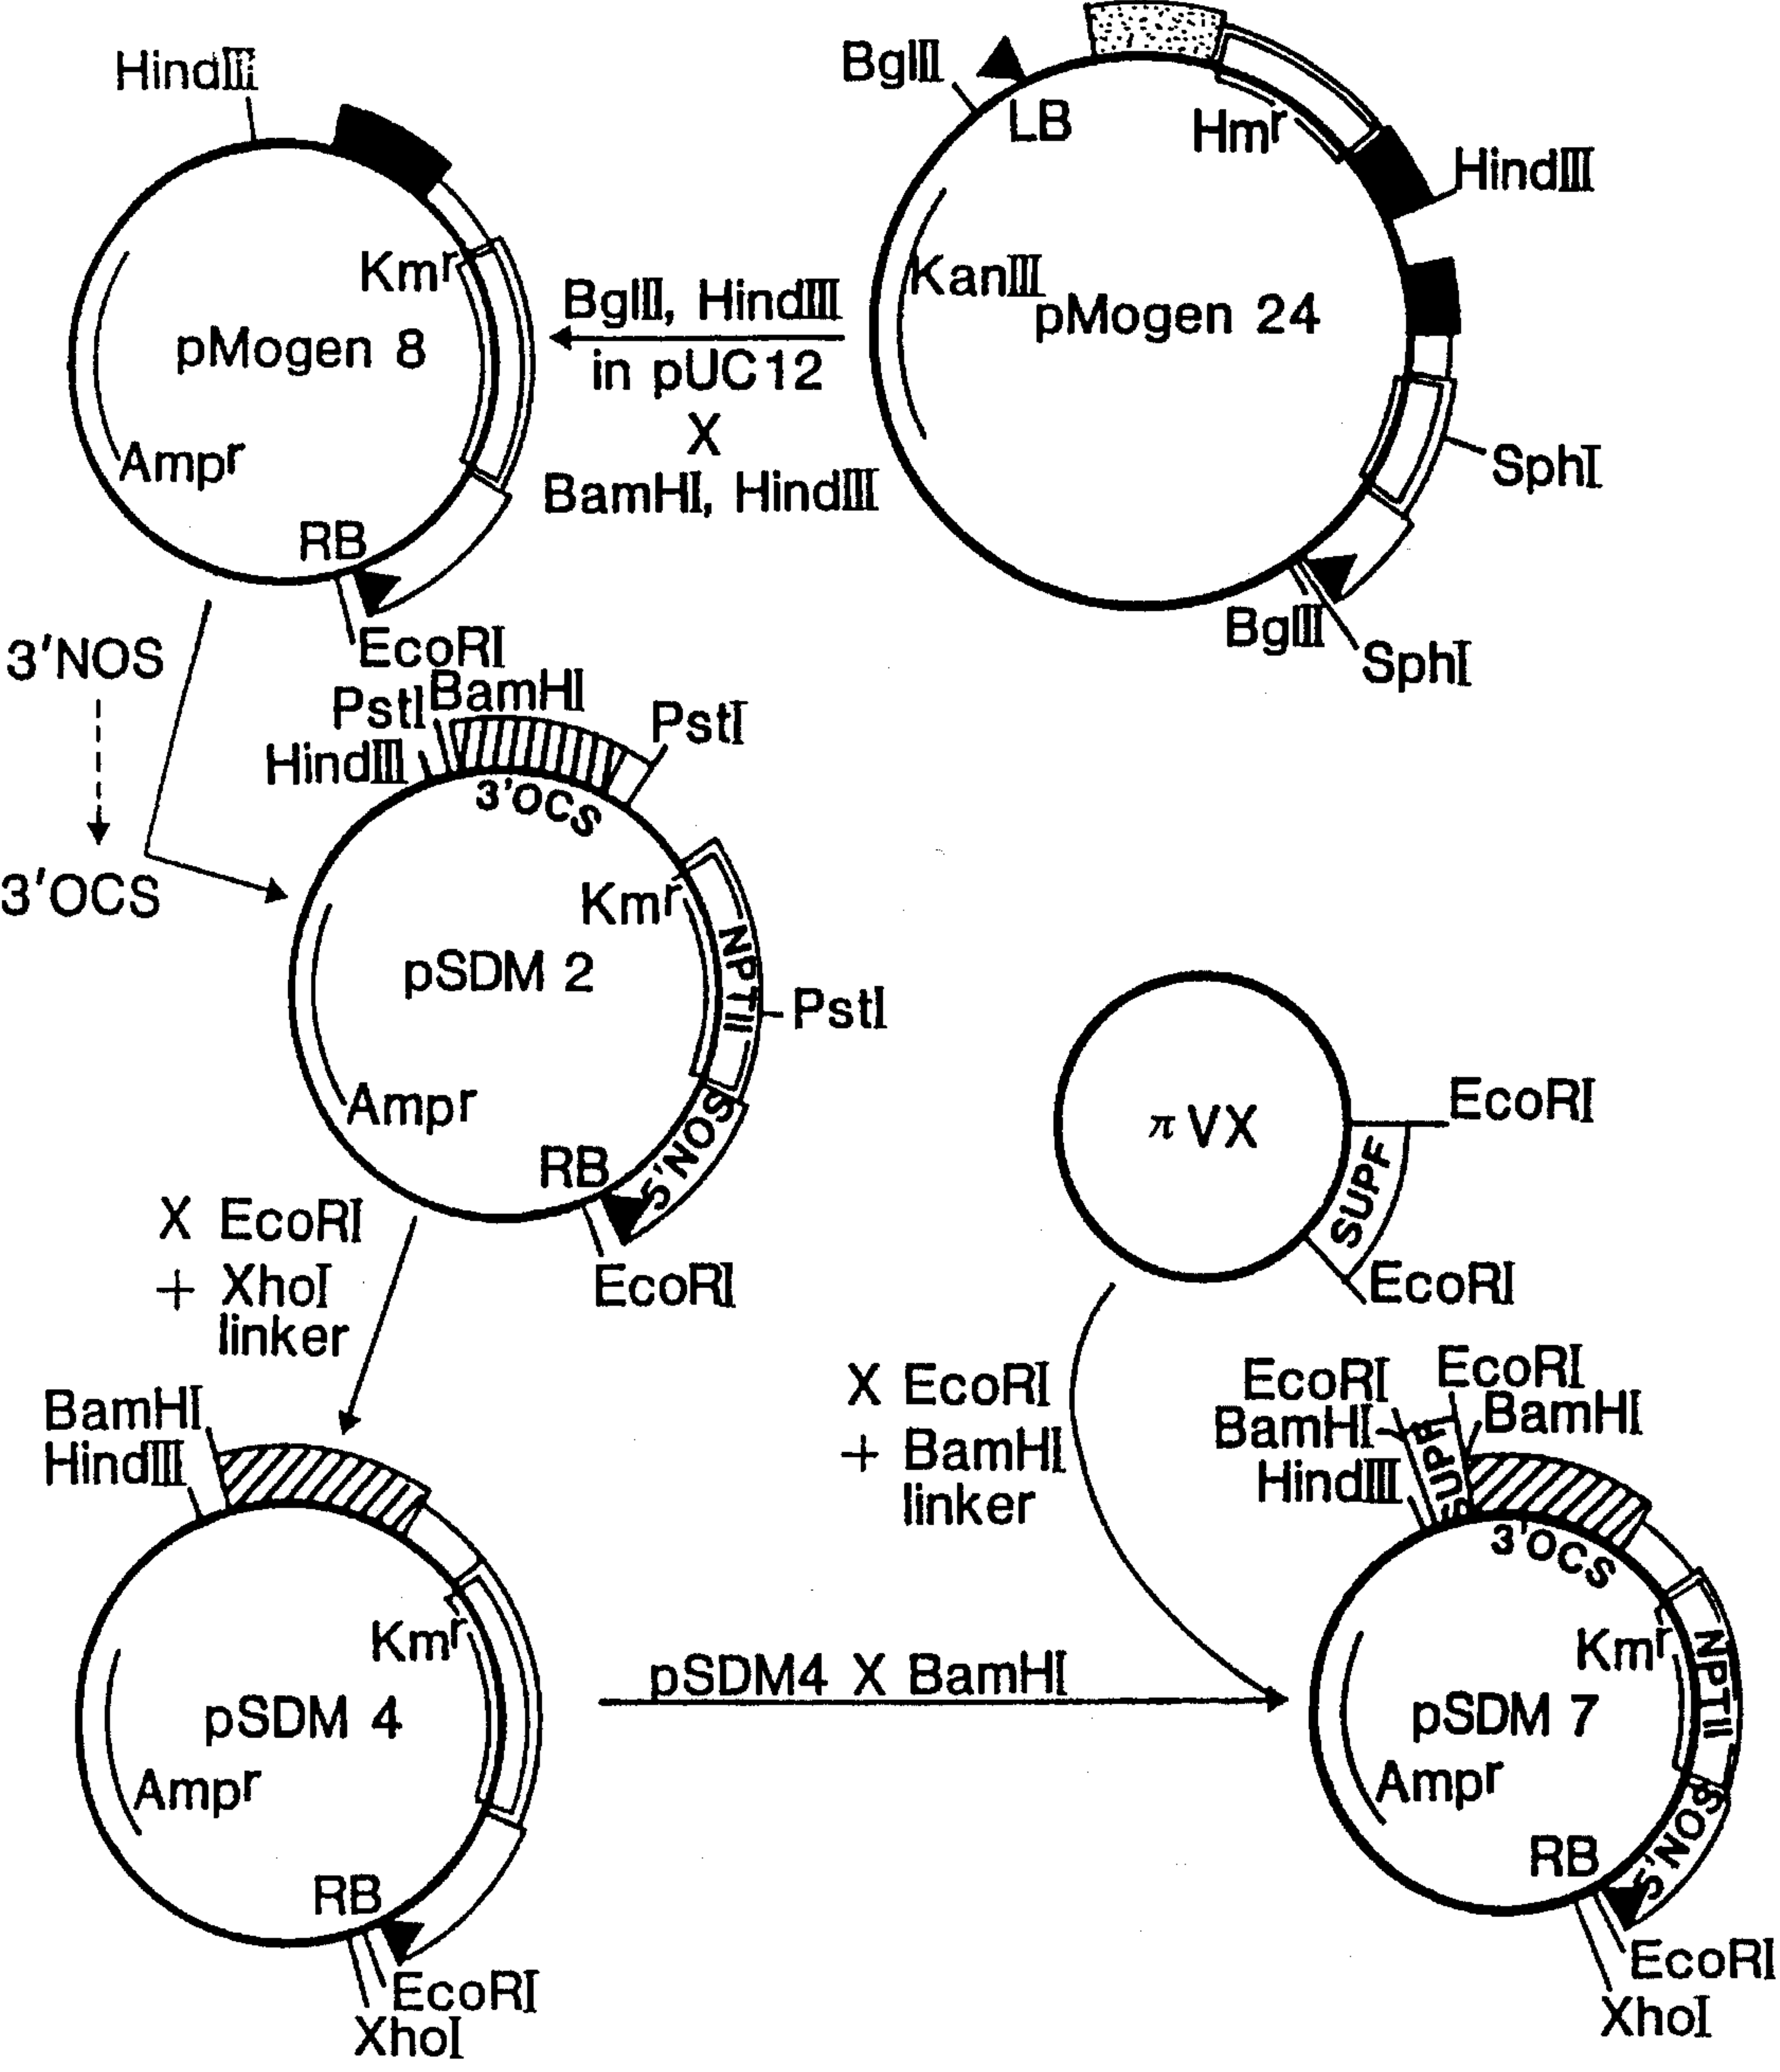 HindIII
BglII
LB
Hmr
HindIII
Kmr
pMogen 8
Ampr
RB
EcoRI
BglII, HindIII
in pUC12
X
BamHI, HindIII
KanIII
pMogen 24
SphI
BglII
SphI
3'NOS
3'OCS
PstI
BamHI
PstI
HindIII
3'OCS
Kmr
NPTII
pSDM 2
PstI
Ampr
5'NOS
RB
EcoRI
π VX
EcoRI
SUPF
EcoRI
X EcoRI
+ XhoI
linker
X EcoRI
+ BamHI
linker
BamHI
HindIII
Kmr
pSDM 4
Ampr
RB
EcoRI
XhoI
pSDM4 X BamHI
EcoRI
EcoRI
BamHI
BamHI
HindIII
3'OCS
Kmr
NPTII
pSDM 7
Ampr
5'NOS
RB
EcoRI
XhoI